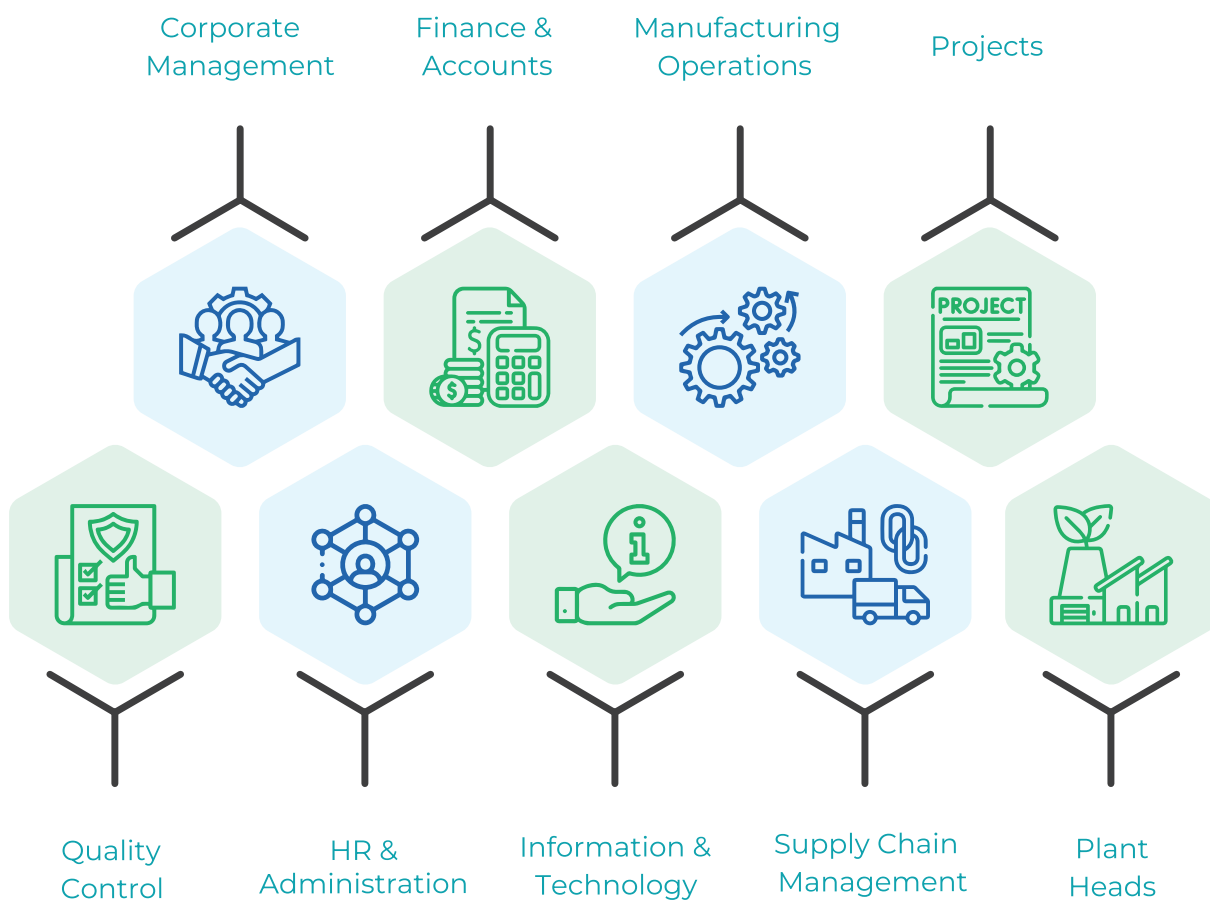 Corporate
Management
Finance &
Accounts
Manufacturing
Operations
Projects
$
$
PROJECT
i
Quality
Control
HR &
Administration
Information &
Technology
Supply Chain
Management
Plant
Heads